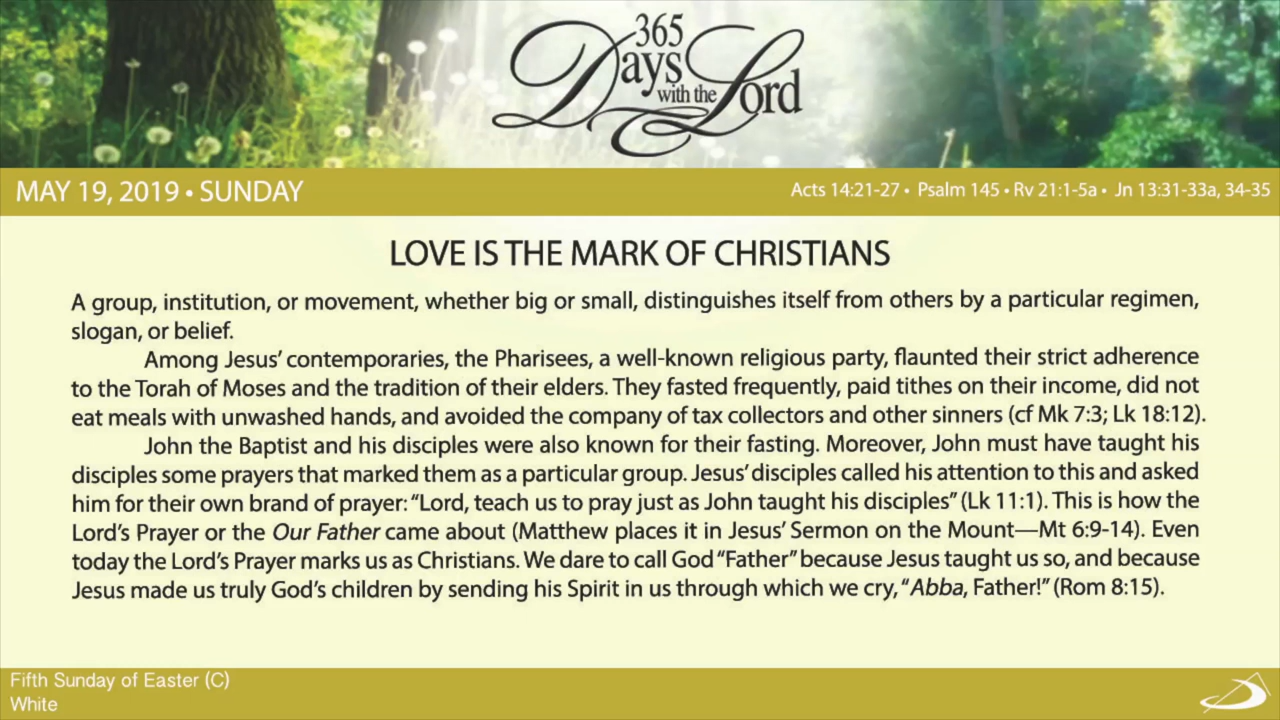 365
Days
with the
Lord
MAY 19, 2019 • SUNDAY
Acts 14:21-27 • Psalm 145 • Rv 21:1-5a • Jn 13:31-33a, 34-35
LOVE IS THE MARK OF CHRISTIANS
A group, institution, or movement, whether big or small, distinguishes itself from others by a particular regimen,
slogan, or belief.
Among Jesus' contemporaries, the Pharisees, a well-known religious party, flaunted their strict adherence
to the Torah of Moses and the tradition of their elders. They fasted frequently, paid tithes on their income, did not
eat meals with unwashed hands, and avoided the company of tax collectors and other sinners (cf Mk 7:3; Lk 18:12).
John the Baptist and his disciples were also known for their fasting. Moreover, John must have taught his
disciples some prayers that marked them as a particular group. Jesus' disciples called his attention to this and asked
him for their own brand of prayer: “Lord, teach us to pray just as John taught his disciples” (Lk 11:1). This is how the
Lord's Prayer or the Our Father came about (Matthew places it in Jesus' Sermon on the Mount—Mt 6:9-14). Even
today the Lord's Prayer marks us as Christians. We dare to call God “Father” because Jesus taught us so, and because
Jesus made us truly God's children by sending his Spirit in us through which we cry, “Abba, Father!” (Rom 8:15).
Fifth Sunday of Easter (C)
White